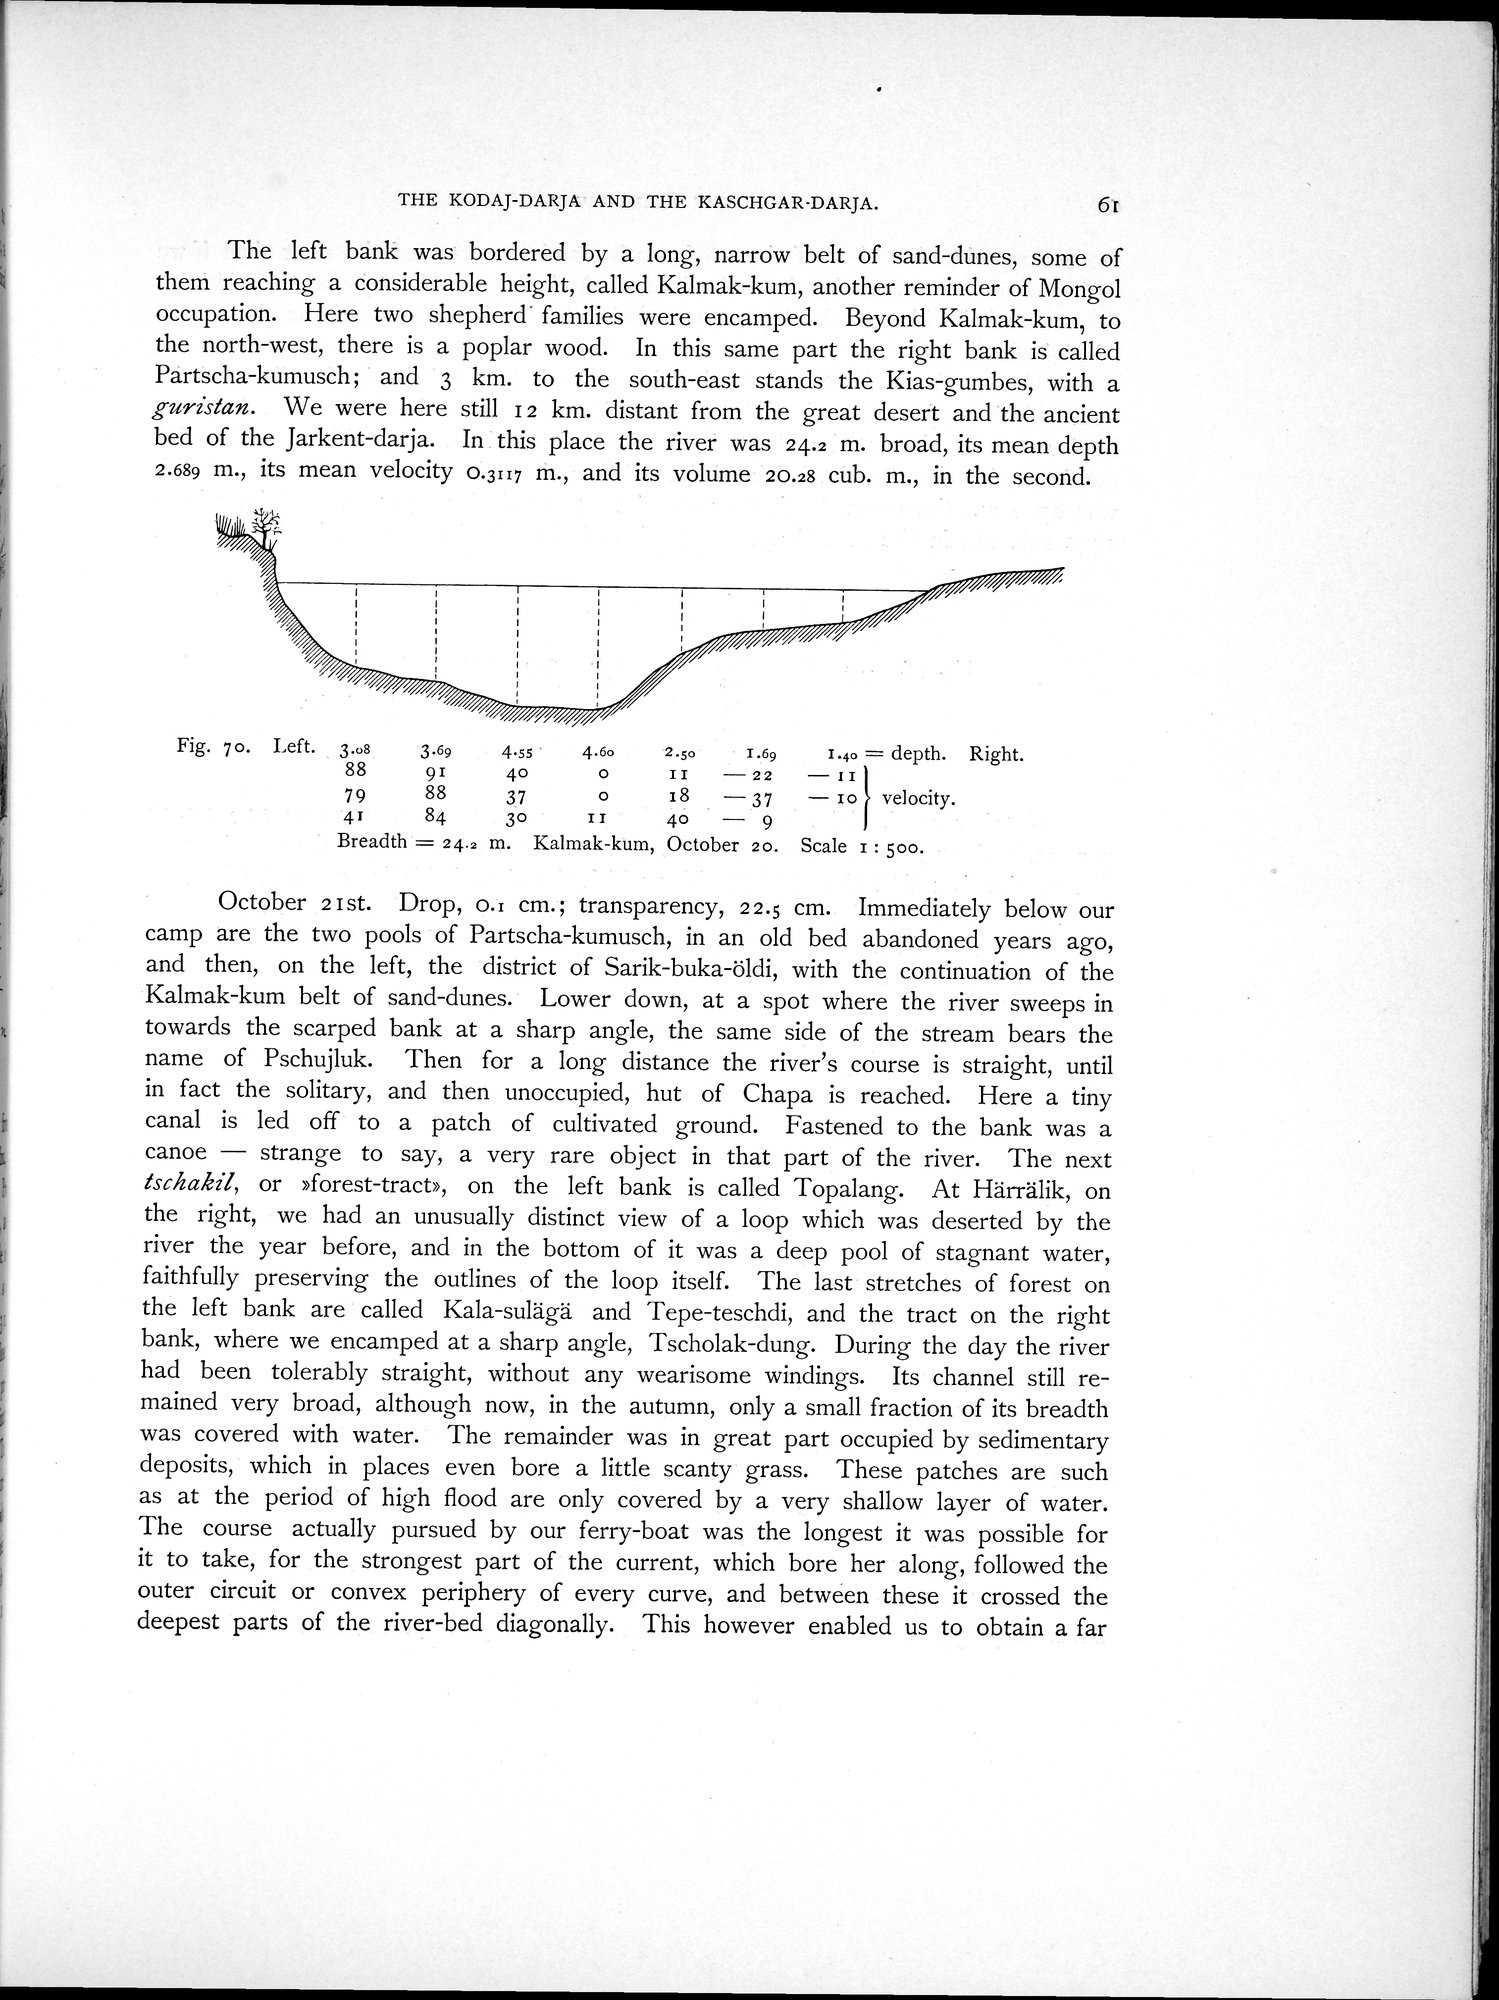 THE KODAJ-DARJA AND THE KASCHGAR-DARJA. 61
The left bank was bordered by a long, narrow belt of sand-dunes, some of
them reaching a considerable height, called Kalmak-kum, another reminder of Mongol
occupation. Here two shepherd families were encamped. Beyond Kalmak-kum, to
the north-west, there is a poplar wood. In this same part the right bank is called
Partscha-kumusch; and 3 km. to the south-east stands the Kias-gumbes, with a
guristan. We were here still 12 km. distant from the great desert and the ancient
bed of the Jarkent-darja. In this place the river was 24.2 m. broad, its mean depth
2.689 m., its mean velocity 0.3117 m., and its volume 20.28 cub. m., in the second.
Fig. 70. Left. 3.08 3.69 4.55 4.60 2.50 1.69 1.40 = depth. Right.
88 91 40 0 11 — 22 — 11
79 88 37 0 18 — 37 — 10 } velocity.
41 84 30 11 40 — 9
Breadth = 24.2 m. Kalmak-kum, October 20. Scale 1 : 500.
October 21st. Drop, 0.1 cm.; transparency, 22.5 cm. Immediately below our
camp are the two pools of Partscha-kumusch, in an old bed abandoned years ago,
and then, on the left, the district of Sarik-buka-öldi, with the continuation of the
Kalmak-kum belt of sand-dunes. Lower down, at a spot where the river sweeps in
towards the scarped bank at a sharp angle, the same side of the stream bears the
name of Pschujluk. Then for a long distance the river's course is straight, until
in fact the solitary, and then unoccupied, hut of Chapa is reached. Here a tiny
canal is led off to a patch of cultivated ground. Fastened to the bank was a
canoe — strange to say, a very rare object in that part of the river. The next
tschakil, or »forest-tract», on the left bank is called Topalang. At Härrälik, on
the right, we had an unusually distinct view of a loop which was deserted by the
river the year before, and in the bottom of it was a deep pool of stagnant water,
faithfully preserving the outlines of the loop itself. The last stretches of forest on
the left bank are called Kala-sulägä and Tepe-teschdi, and the tract on the right
bank, where we encamped at a sharp angle, Tscholak-dung. During the day the river
had been tolerably straight, without any wearisome windings. Its channel still re-
mained very broad, although now, in the autumn, only a small fraction of its breadth
was covered with water. The remainder was in great part occupied by sedimentary
deposits, which in places even bore a little scanty grass. These patches are such
as at the period of high flood are only covered by a very shallow layer of water.
The course actually pursued by our ferry-boat was the longest it was possible for
it to take, for the strongest part of the current, which bore her along, followed the
outer circuit or convex periphery of every curve, and between these it crossed the
deepest parts of the river-bed diagonally. This however enabled us to obtain a far